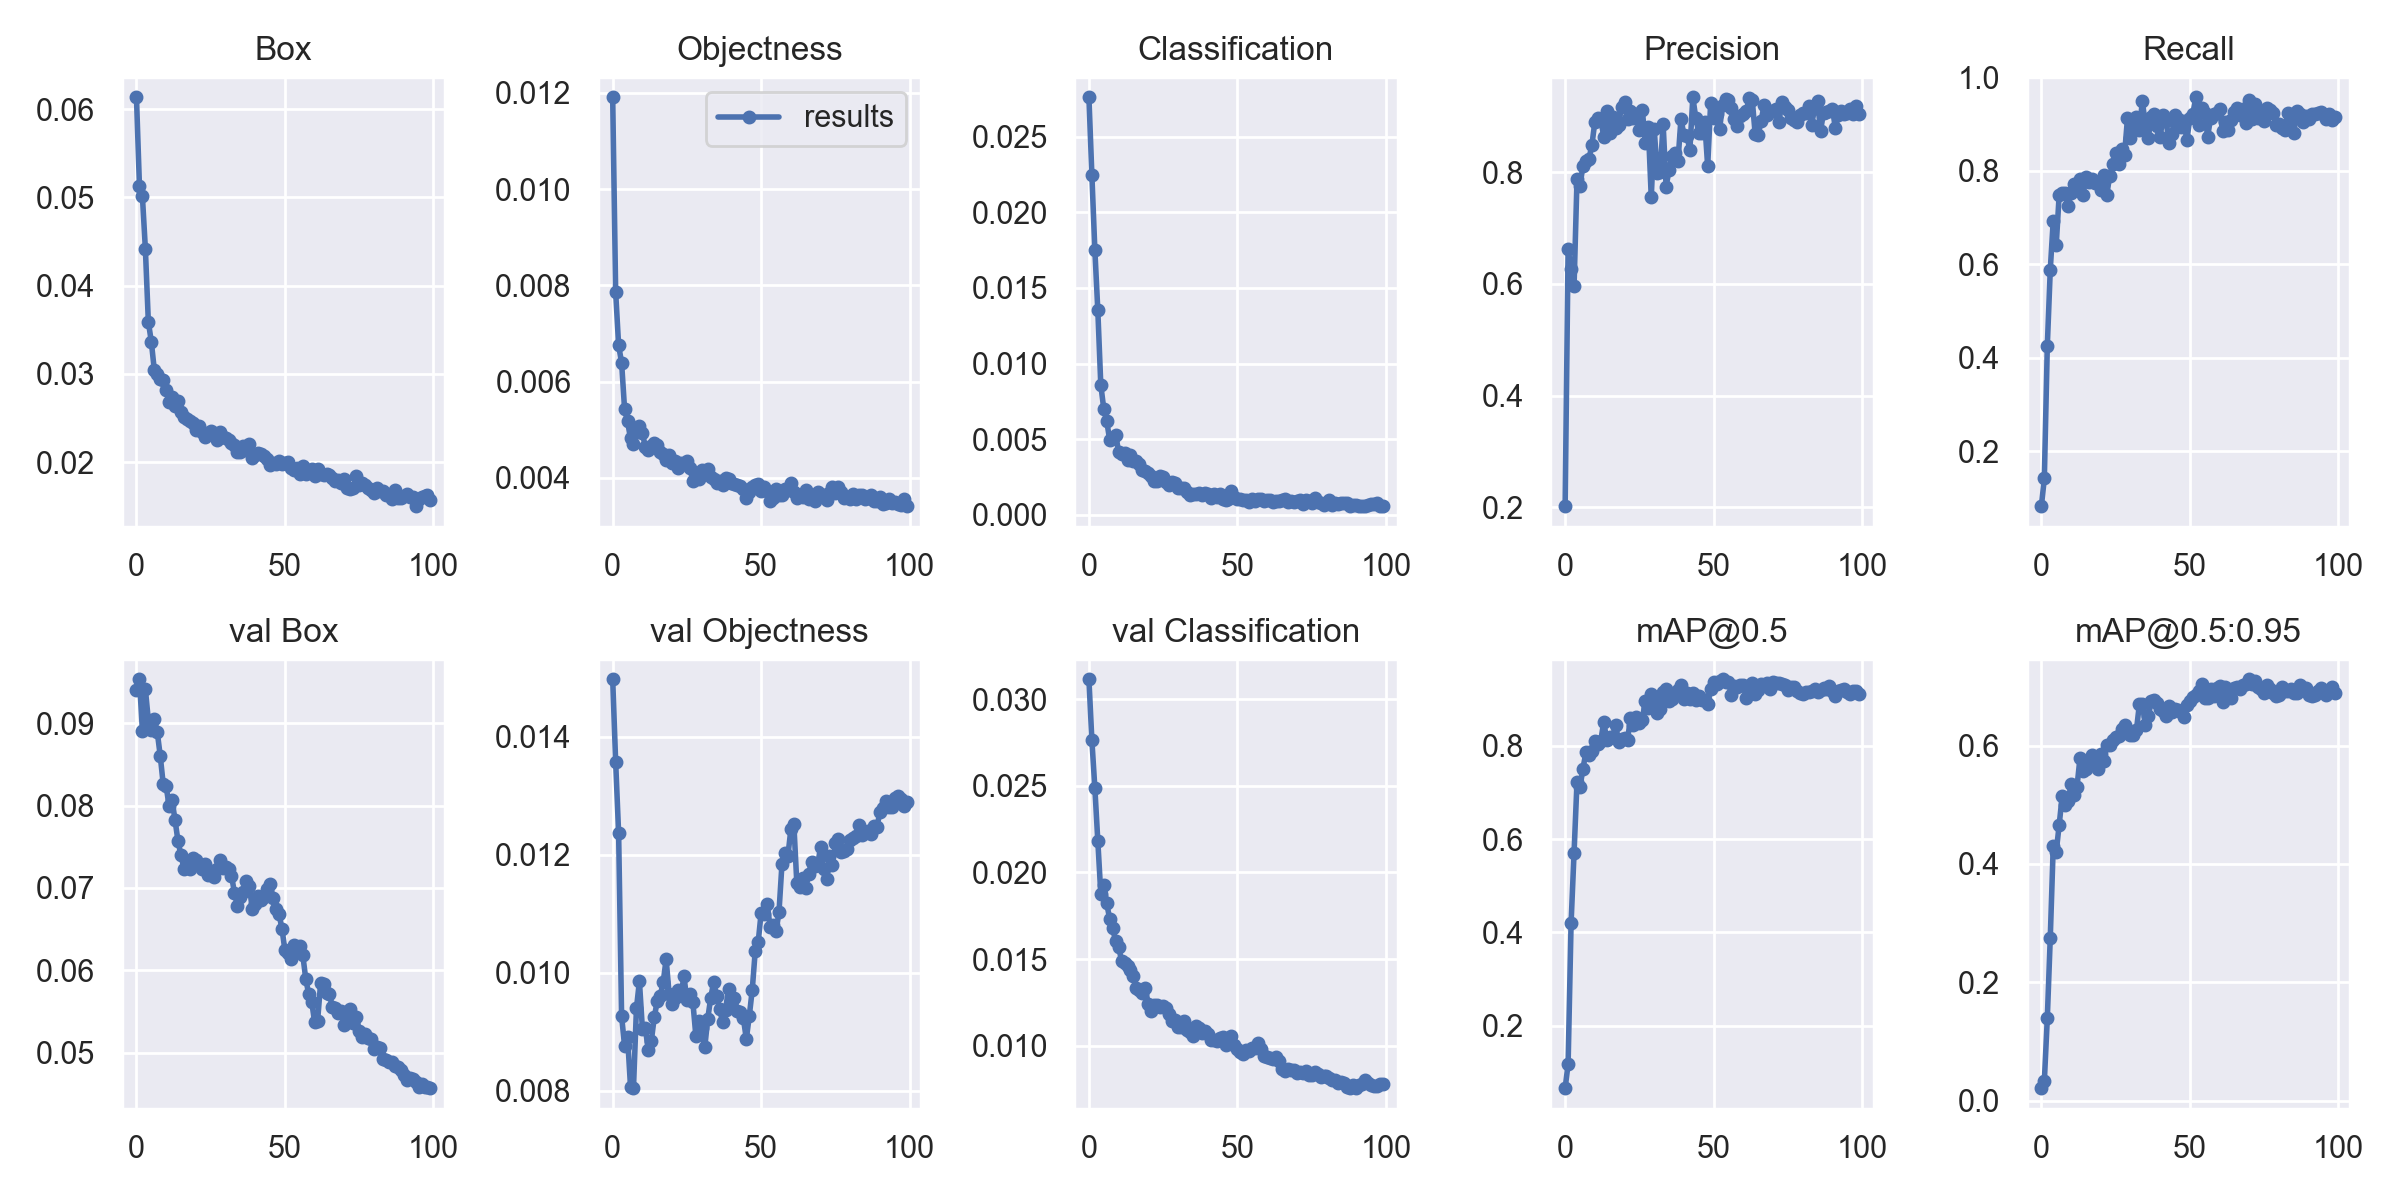 Box
0.06
0.05
0.04
0.03
0.02
0 50 100
Objectness
results
0.012
0.010
0.008
0.006
0.004
0 50 100
Classification
0.025
0.020
0.015
0.010
0.005
0.000
0 50 100
Precision
0.8
0.6
0.4
0.2
0 50 100
Recall
1.0
0.8
0.6
0.4
0.2
0 50 100
val Box
0.09
0.08
0.07
0.06
0.05
0 50 100
val Objectness
0.014
0.012
0.010
0.008
0 50 100
val Classification
0.030
0.025
0.020
0.015
0.010
0 50 100
mAP@0.5
0.8
0.6
0.4
0.2
0 50 100
mAP@0.5:0.95
0.6
0.4
0.2
0.0
0 50 100